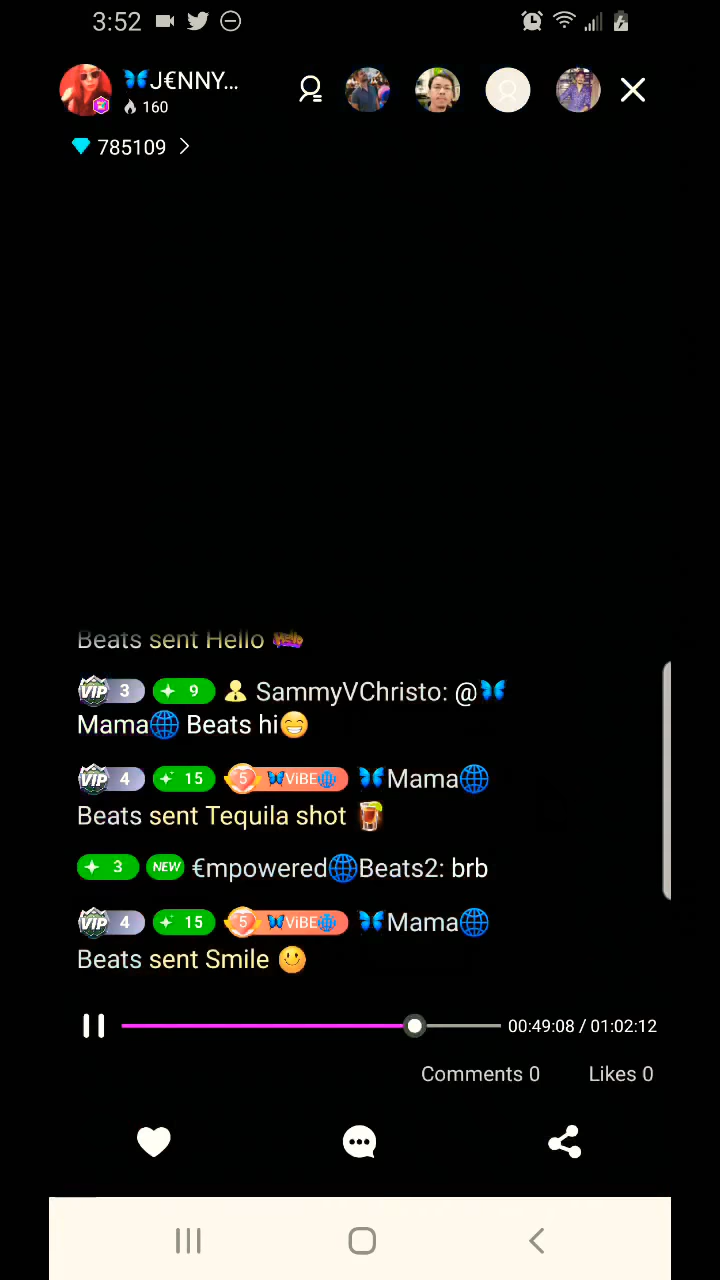 3:52
🦋J€NNY...
160
785109
Beats sent Hello
VIP 3 9 SammyVChristo: @🦋
Mama🌐 Beats hi😁
VIP 4 15 5 🦋ViBE🌐 🦋Mama🌐
Beats sent Tequila shot
3 NEW €mpowered🌐Beats2: brb
VIP 4 15 5 🦋ViBE🌐 🦋Mama🌐
Beats sent Smile 🙂
00:49:08 / 01:02:12
Comments 0 Likes 0